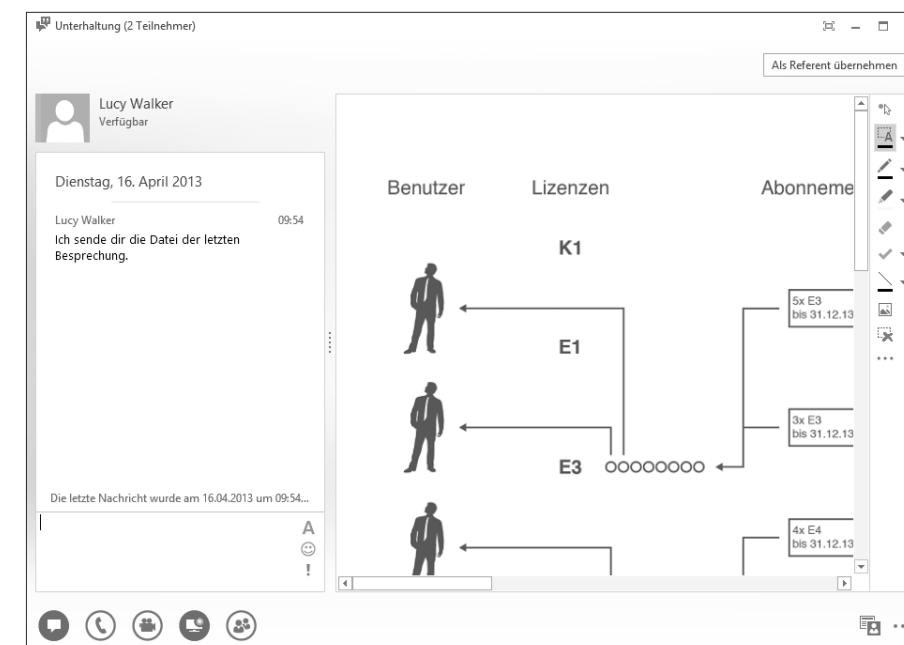 Unterhaltung (2 Teilnehmer)
Als Referent übernehmen
Lucy Walker
Verfügbar
Dienstag, 16. April 2013
Lucy Walker 09:54
Ich sende dir die Datei der letzten
Besprechung.
Die letzte Nachricht wurde am 16.04.2013 um 09:54...
A
!
Benutzer Lizenzen Abonneme
K1
5x E3
bis 31.12.13
E1
3x E3
bis 31.12.13
E3
4x E4
bis 31.12.13
A